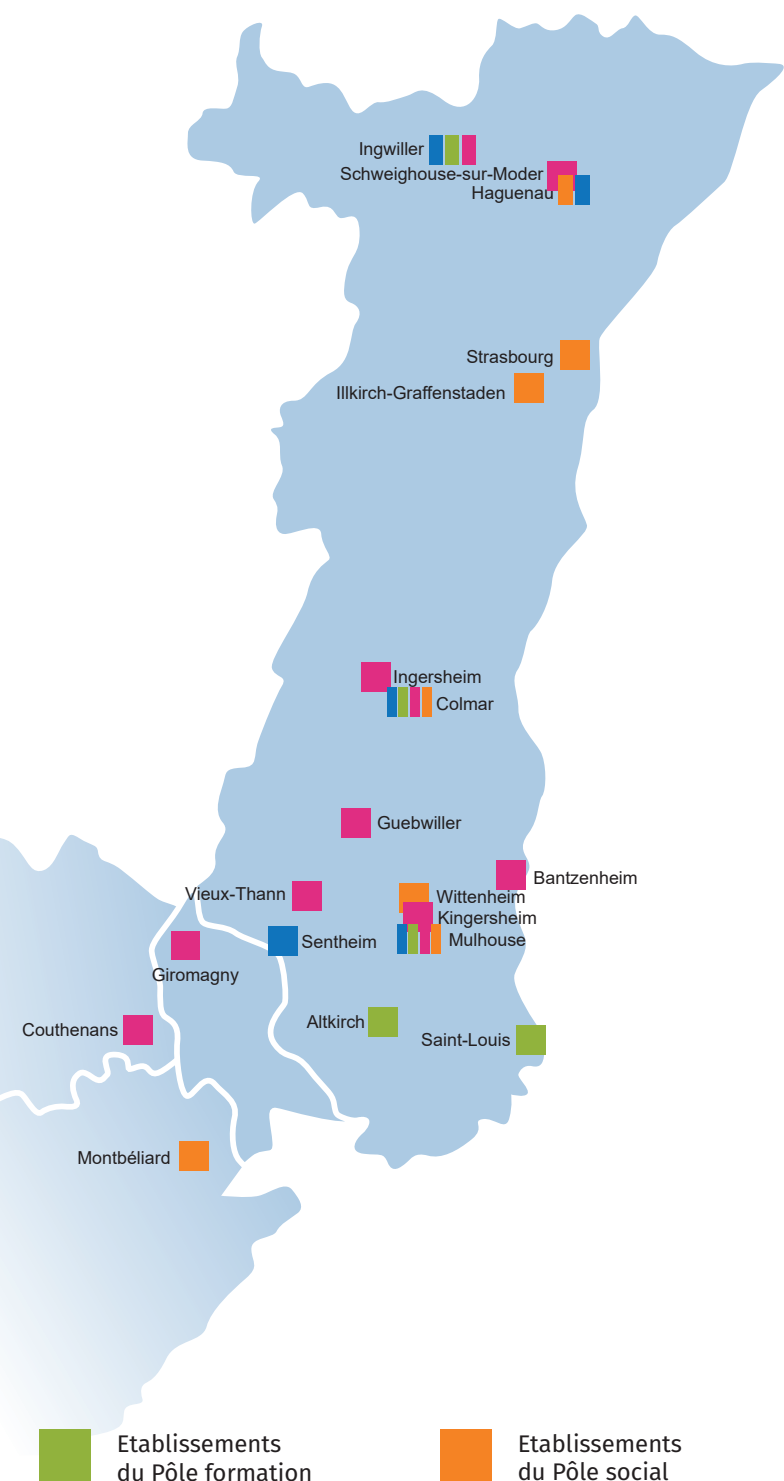 Ingwiller
Schweighouse-sur-Moder
Haguenau
Strasbourg
Illkirch-Graffenstaden
Ingersheim
Colmar
Guebwiller
Bantzenheim
Vieux-Thann
Wittenheim
Kingersheim
Mulhouse
Sentheim
Giromagny
Altkirch
Couthenans
Saint-Louis
Montbéliard
Etablissements
du Pôle formation
Etablissements
du Pôle social